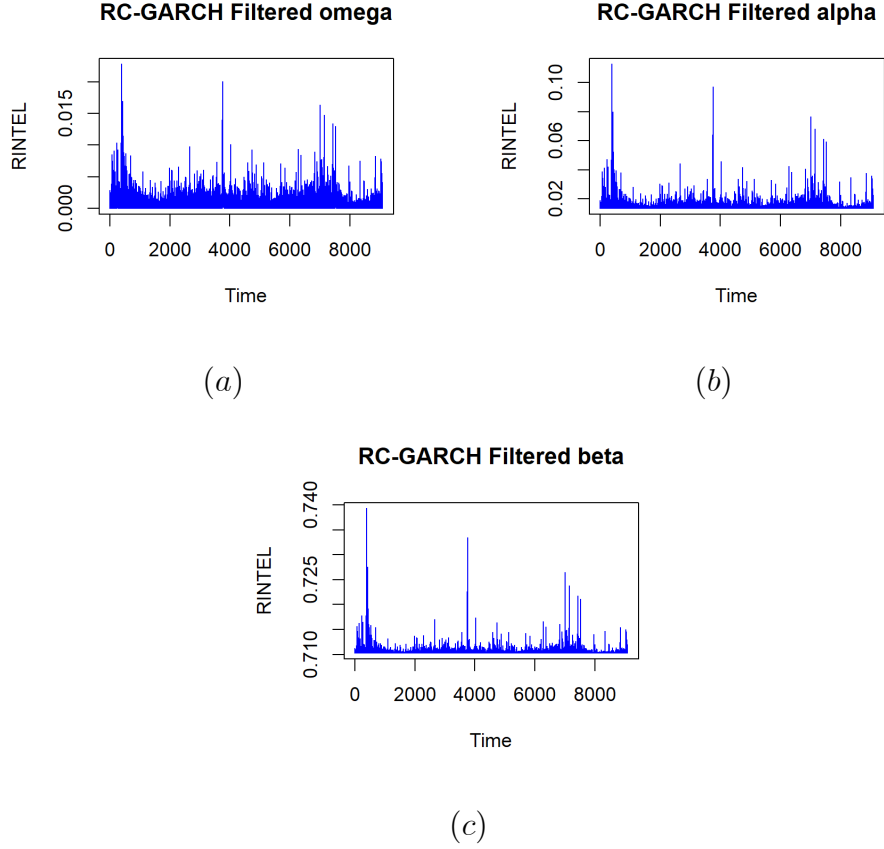 RC-GARCH Filtered omega
RINTEL
0.015
0.000
0 2000 4000 6000 8000
Time
(a)
RC-GARCH Filtered alpha
RINTEL
0.10
0.06
0.02
0 2000 4000 6000 8000
Time
(b)
RC-GARCH Filtered beta
RINTEL
0.740
0.725
0.710
0 2000 4000 6000 8000
Time
(c)